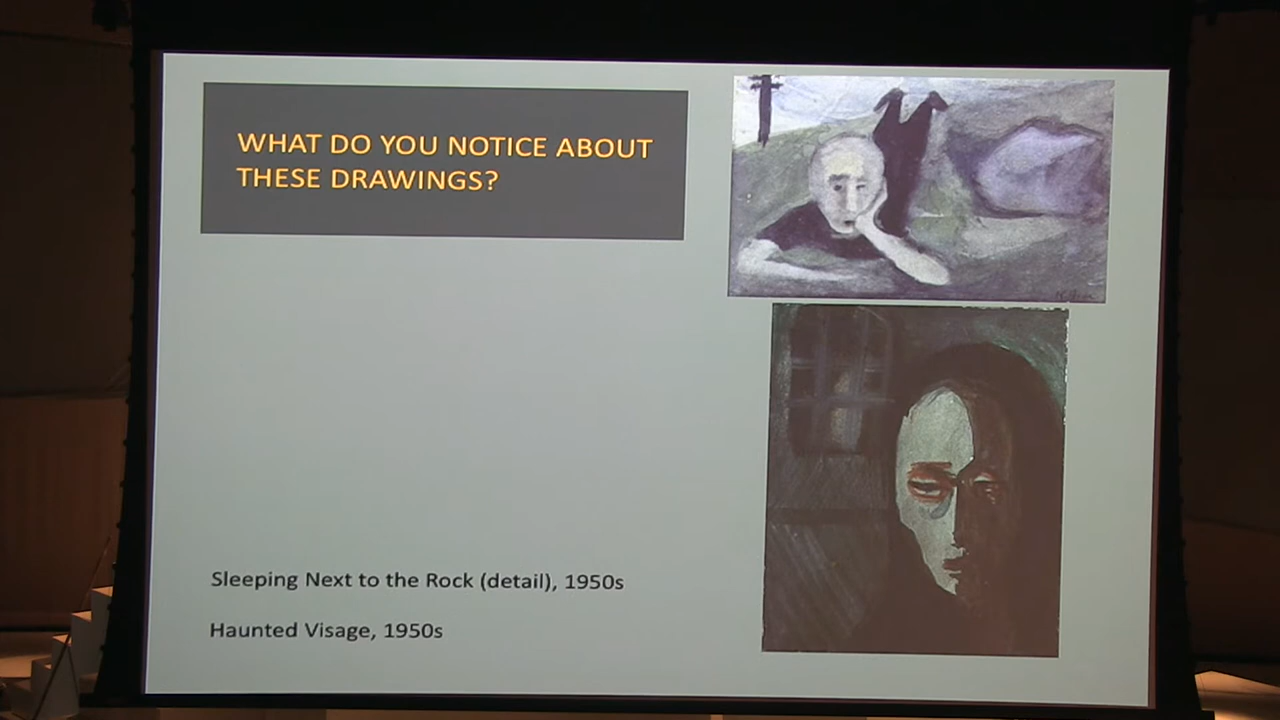 WHAT DO YOU NOTICE ABOUT
THESE DRAWINGS?
Sleeping Next to the Rock (detail), 1950s
Haunted Visage, 1950s